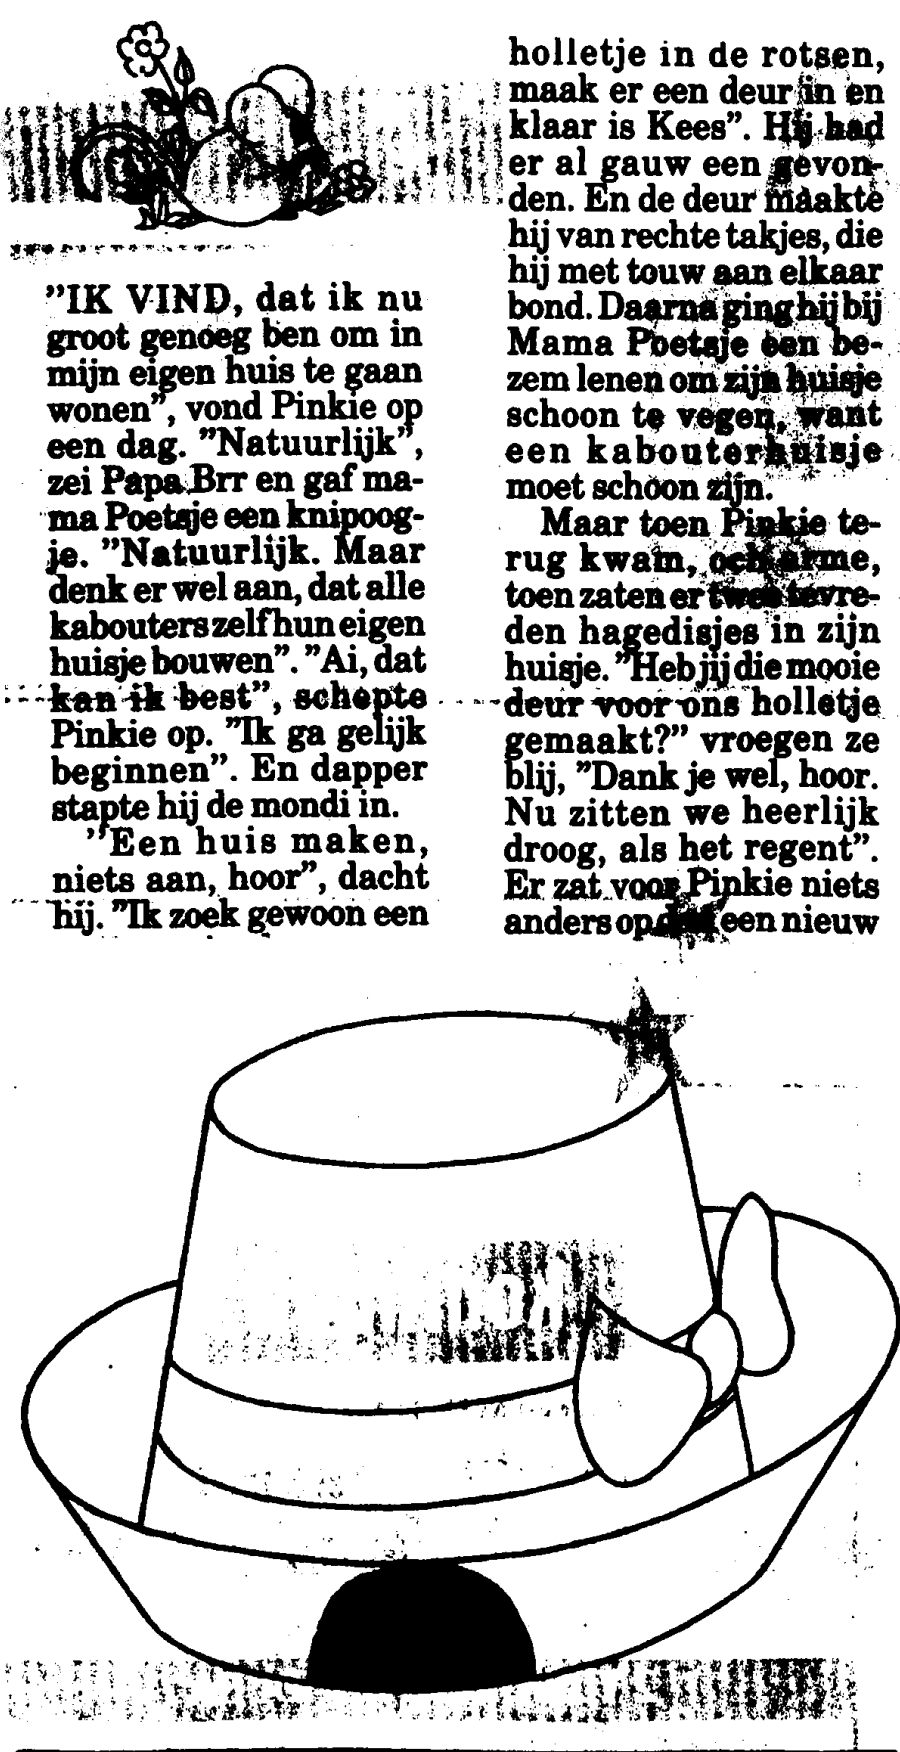 "IK VIND, dat ik nu
groot genoeg ben om in
mijn eigen huis te gaan
wonen", vond Pinkie op
een dag. "Natuurlijk",
zei Papa Brr en gaf ma-
ma Poetsje een knipoog-
je. "Natuurlijk. Maar
denk er wel aan, dat alle
kabouters zelf hun eigen
huisje bouwen". "Ai, dat
kan ik best", schepte
Pinkie op. "Ik ga gelijk
beginnen". En dapper
stapte hij de mondi in.
"Een huis maken,
niets aan, hoor", dacht
hij. "Ik zoek gewoon een
holletje in de rotsen,
maak er een deur in en
klaar is Kees". Hij had
er al gauw een gevon-
den. En de deur maakte
hij van rechte takjes, die
hij met touw aan elkaar
bond. Daarna ging hij bij
Mama Poetsje een be-
zem lenen om zijn huisje
schoon te vegen, want
een kabouterhuisje
moet schoon zijn.
Maar toen Pinkie te-
rug kwam, och arme,
toen zaten er twee tevre-
den hagedisjes in zijn
huisje. "Heb jij die mooie
deur voor ons holletje
gemaakt?" vroegen ze
blij, "Dank je wel, hoor.
Nu zitten we heerlijk
droog, als het regent".
Er zat voor Pinkie niets
anders op dan een nieuw